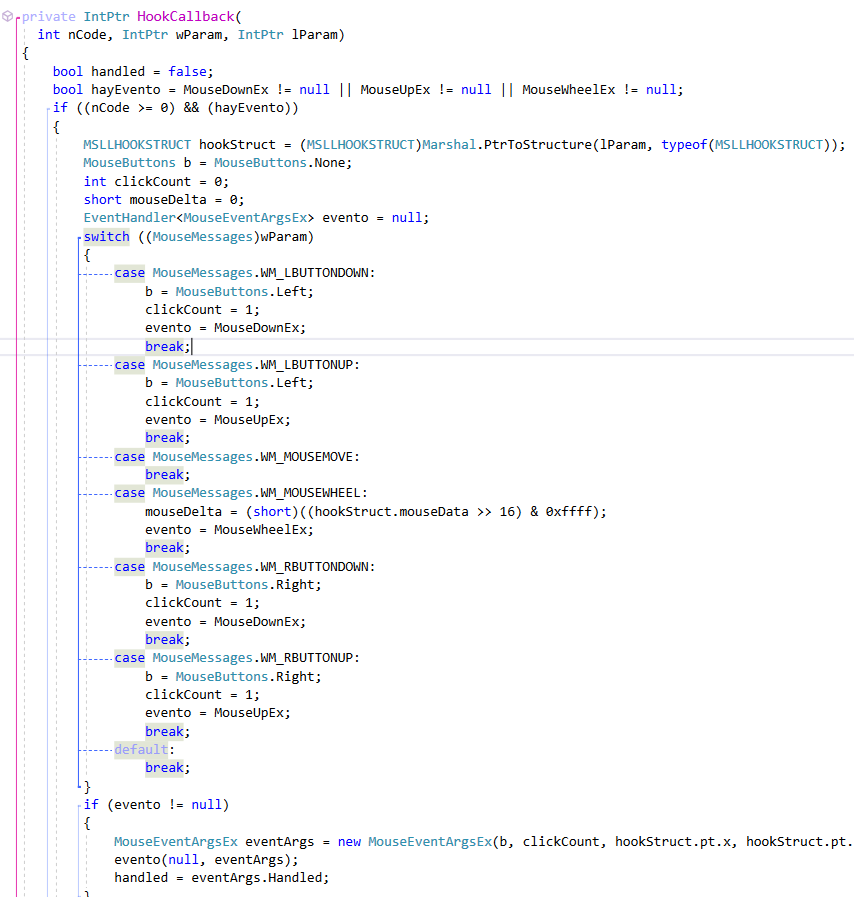 private IntPtr HookCallback(
int nCode, IntPtr wParam, IntPtr lParam)
{
bool handled = false;
bool hayEvento = MouseDownEx != null || MouseUpEx != null || MouseWheelEx != null;
if ((nCode >= 0) && (hayEvento))
{
MSLLHOOKSTRUCT hookStruct = (MSLLHOOKSTRUCT)Marshal.PtrToStructure(lParam, typeof(MSLLHOOKSTRUCT));
MouseButtons b = MouseButtons.None;
int clickCount = 0;
short mouseDelta = 0;
EventHandler<MouseEventArgsEx> evento = null;
switch ((MouseMessages)wParam)
{
case MouseMessages.WM_LBUTTONDOWN:
b = MouseButtons.Left;
clickCount = 1;
evento = MouseDownEx;
break;
case MouseMessages.WM_LBUTTONUP:
b = MouseButtons.Left;
clickCount = 1;
evento = MouseUpEx;
break;
case MouseMessages.WM_MOUSEMOVE:
break;
case MouseMessages.WM_MOUSEWHEEL:
mouseDelta = (short)((hookStruct.mouseData >> 16) & 0xffff);
evento = MouseWheelEx;
break;
case MouseMessages.WM_RBUTTONDOWN:
b = MouseButtons.Right;
clickCount = 1;
evento = MouseDownEx;
break;
case MouseMessages.WM_RBUTTONUP:
b = MouseButtons.Right;
clickCount = 1;
evento = MouseUpEx;
break;
default:
break;
}
if (evento != null)
{
MouseEventArgsEx eventArgs = new MouseEventArgsEx(b, clickCount, hookStruct.pt.x, hookStruct.pt.
evento(null, eventArgs);
handled = eventArgs.Handled;
}